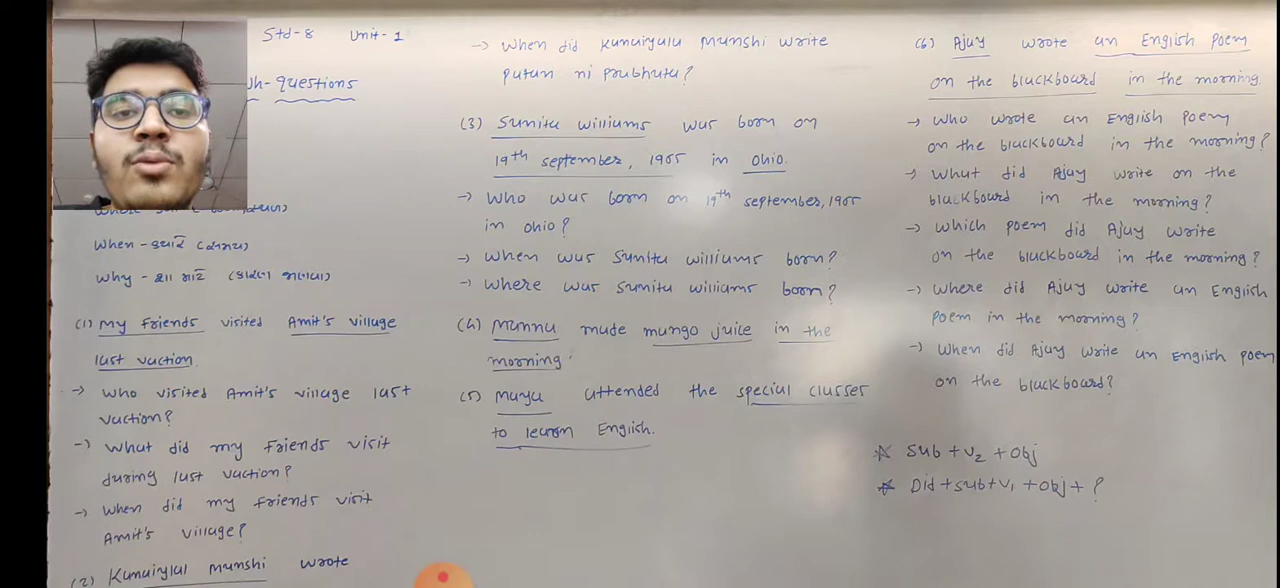 Std-8 Unit-1
Wh-questions
When - ક્યારે (સમય)
Why - શા માટે (કારણ જાણવા)
(1) My friends visited Amit's village
last vaction.
→ Who visited Amit's village last
vaction?
→ What did my friends visit
during last vaction?
→ When did my friends visit
Amit's village?
(2) Kanaiylal Munshi wrote
→ When did Kanaiyalal Munshi write
Patan ni Prabhuta?
(3) Sunita williams was born on
19th september, 1965 in Ohio.
→ Who was born on 19th september, 1965
in Ohio?
→ When was Sunita williams born?
→ Where was Sunita williams born?
(4) Manna made mango juice in the
morning.
(5) Maya attended the special classes
to learn English.
(6) Ajay wrote an English Poem
on the blackboard in the morning.
→ Who wrote an English Poem
on the blackboard in the morning?
→ What did Ajay write on the
blackboard in the morning?
→ Which poem did Ajay write
on the blackboard in the morning?
→ Where did Ajay write an English
Poem in the morning?
→ When did Ajay write an English poem
on the blackboard?
☆ Sub + V2 + Obj
☆ Did + sub + V1 + Obj + ?